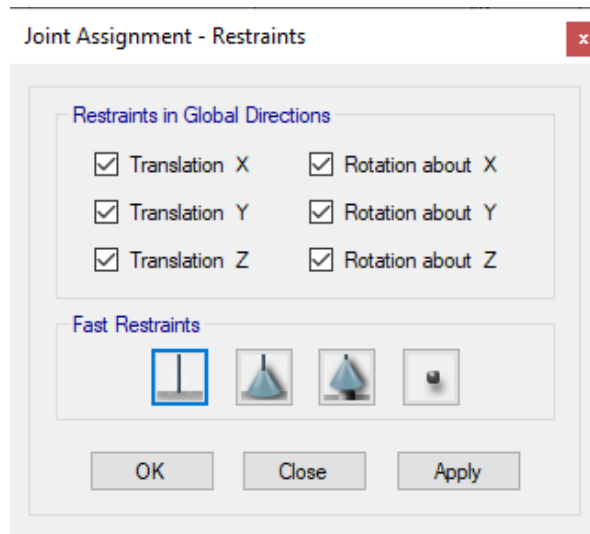 Joint Assignment - Restraints
x
Restraints in Global Directions
Translation X
Rotation about X
Translation Y
Rotation about Y
Translation Z
Rotation about Z
Fast Restraints
OK
Close
Apply